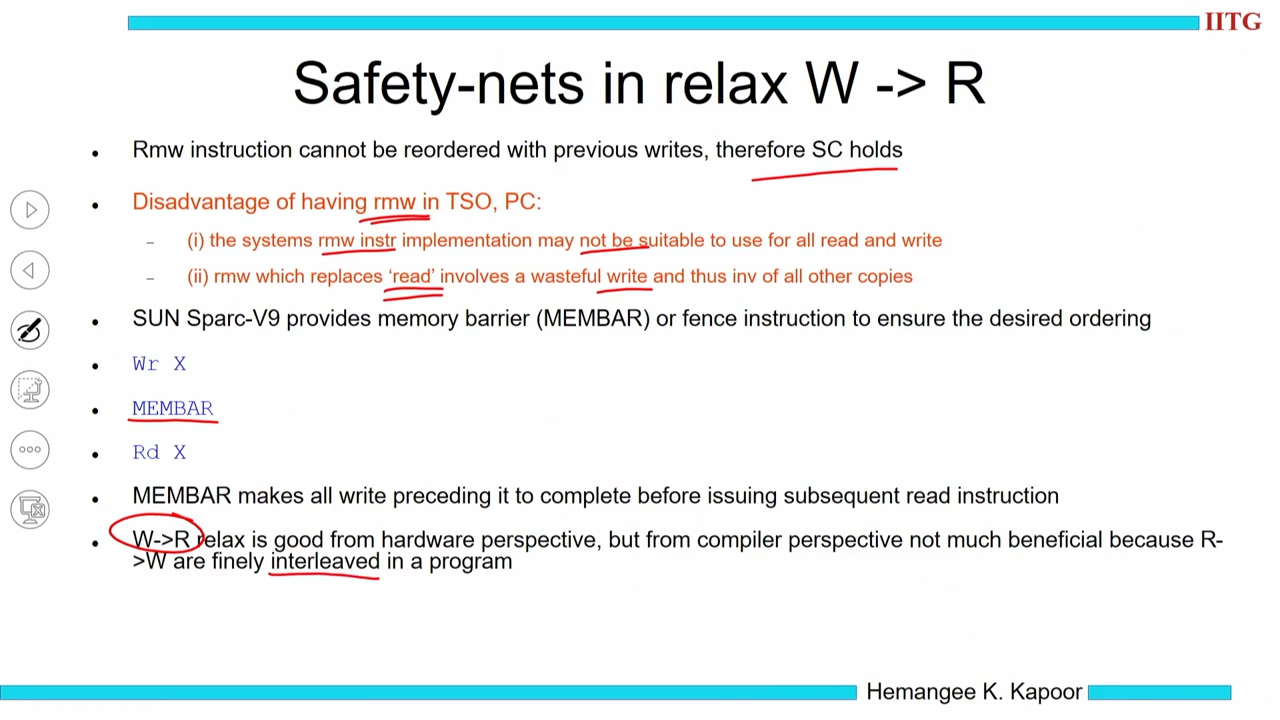 IITG
Safety-nets in relax W -> R
• Rmw instruction cannot be reordered with previous writes, therefore SC holds
• Disadvantage of having rmw in TSO, PC:
– (i) the systems rmw instr implementation may not be suitable to use for all read and write
– (ii) rmw which replaces ‘read’ involves a wasteful write and thus inv of all other copies
• SUN Sparc-V9 provides memory barrier (MEMBAR) or fence instruction to ensure the desired ordering
• Wr X
• MEMBAR
• Rd X
• MEMBAR makes all write preceding it to complete before issuing subsequent read instruction
• W->R relax is good from hardware perspective, but from compiler perspective not much beneficial because R-
>W are finely interleaved in a program
Hemangee K. Kapoor